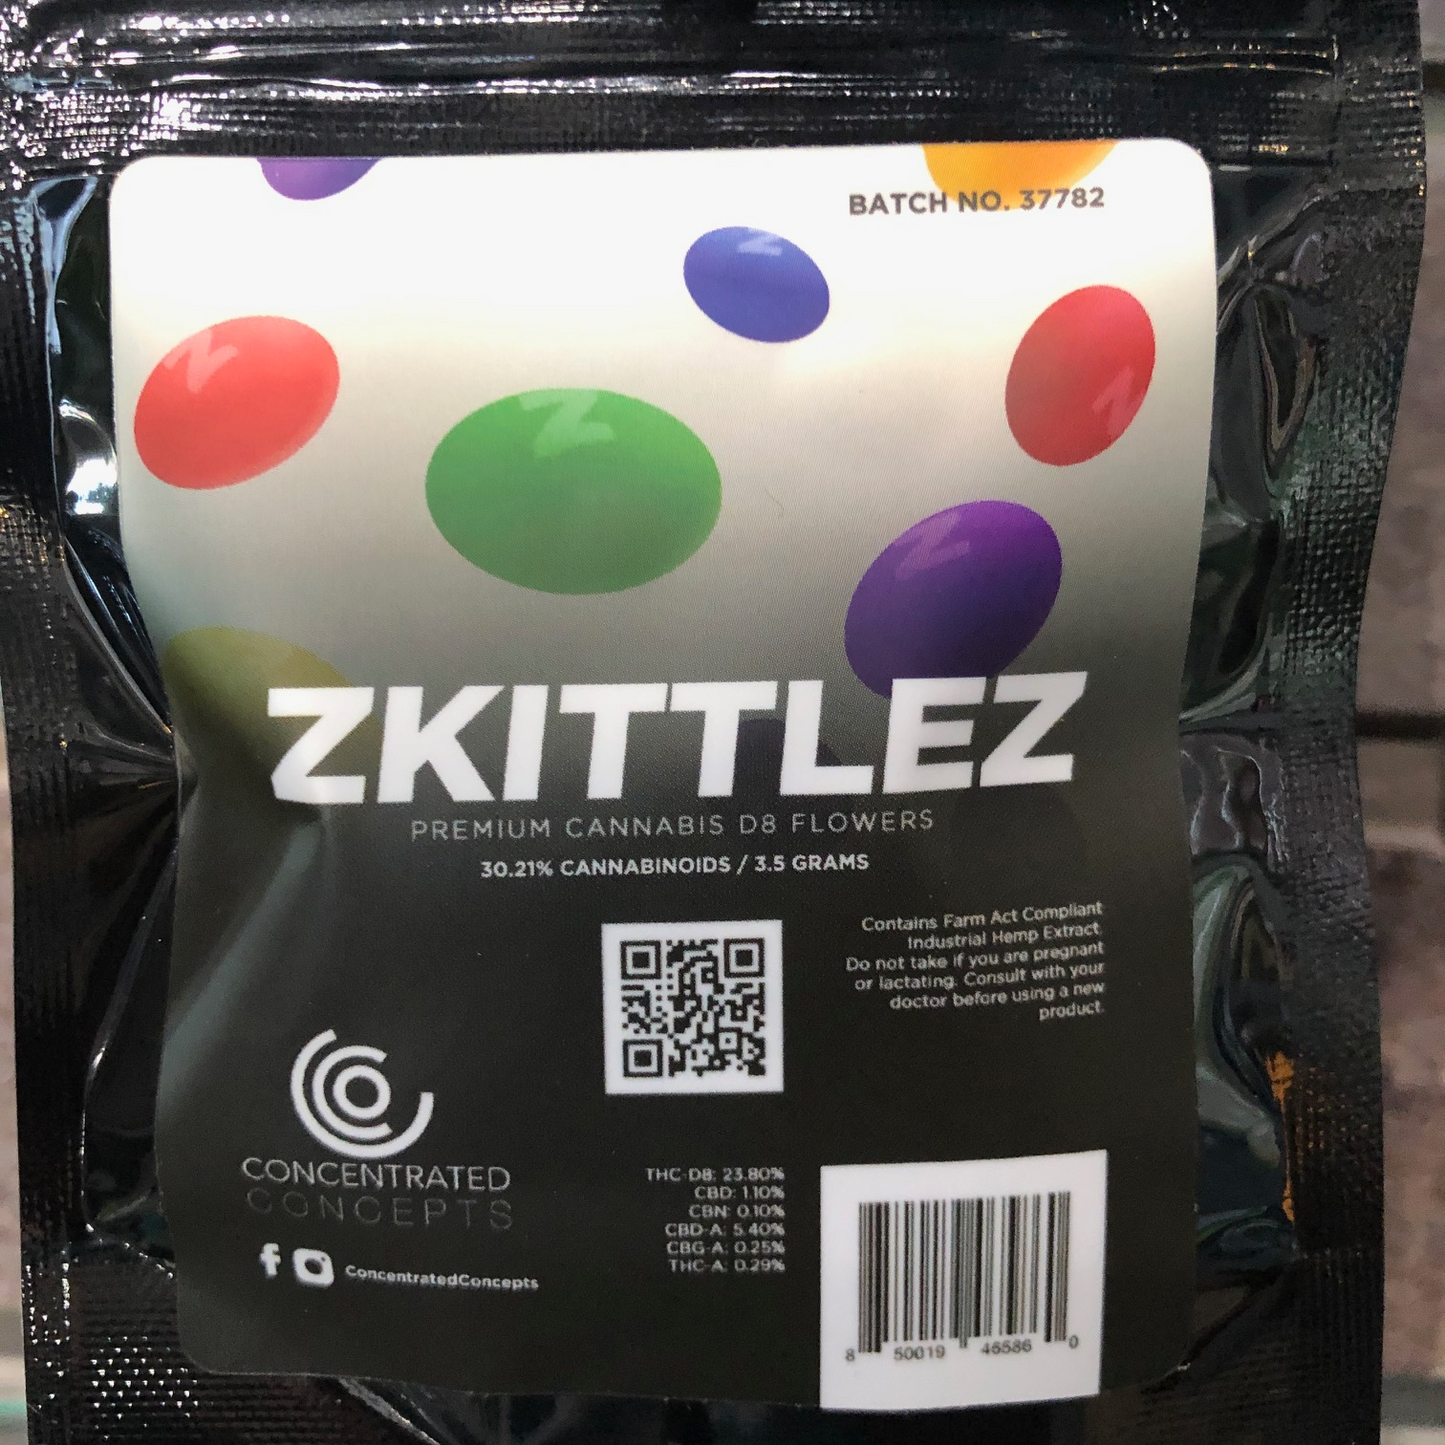 BATCH NO. 37782
ZKITTLEZ
PREMIUM CANNABIS D8 FLOWERS
30.21% CANNABINOIDS / 3.5 GRAMS
Contains Farm Act Compliant
Industrial Hemp Extract.
Do not take if you are pregnant
or lactating. Consult with your
doctor before using a new
product.
CONCENTRATED
CONCEPTS
ConcentratedConcepts
THC-D8: 23.80%
CBD: 1.10%
CBN: 0.10%
CBD-A: 5.40%
CBG-A: 0.25%
THC-A: 0.29%
8 50019 46586 0